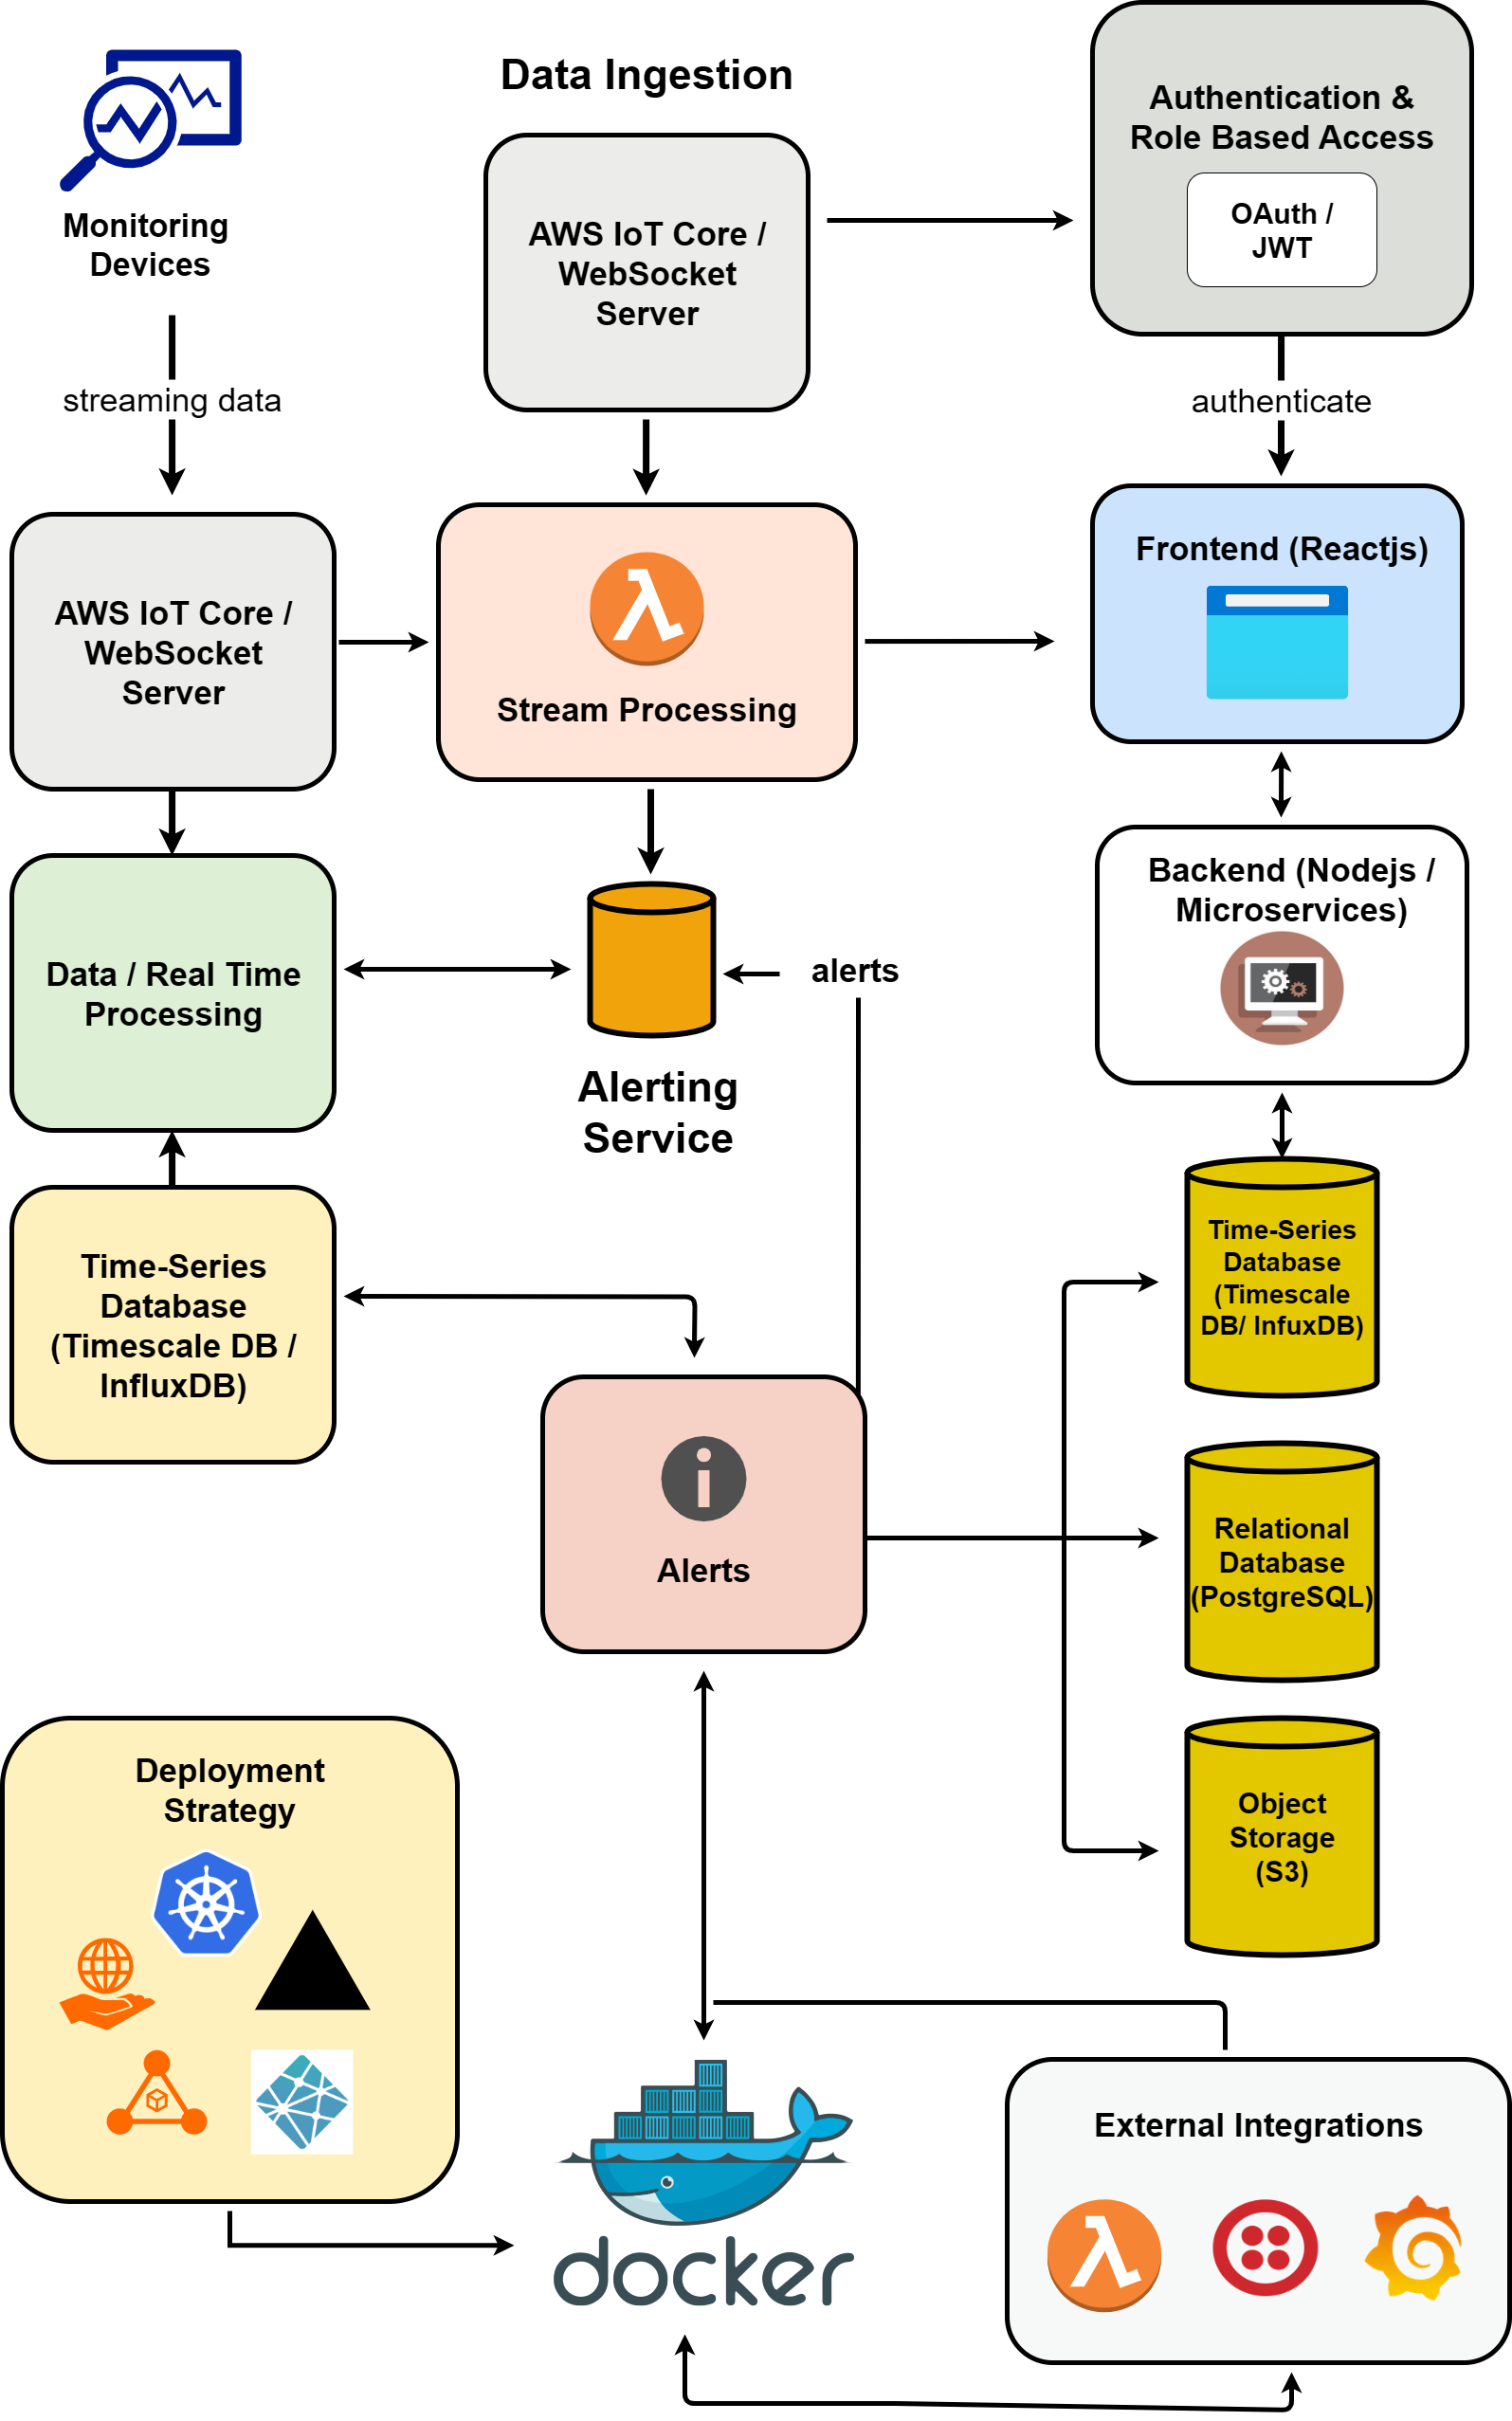 Data Ingestion
Monitoring
Devices
AWS IoT Core /
WebSocket
Server
Authentication &
Role Based Access
OAuth /
JWT
streaming data
authenticate
AWS IoT Core /
WebSocket
Server
Stream Processing
Frontend (Reactjs)
Backend (Nodejs /
Microservices)
Data / Real Time
Processing
alerts
Alerting
Service
Time-Series
Database
(Timescale DB /
InfluxDB)
Time-Series
Database
(Timescale
DB/ InfuxDB)
Alerts
Relational
Database
(PostgreSQL)
Object
Storage
(S3)
Deployment
Strategy
docker
External Integrations